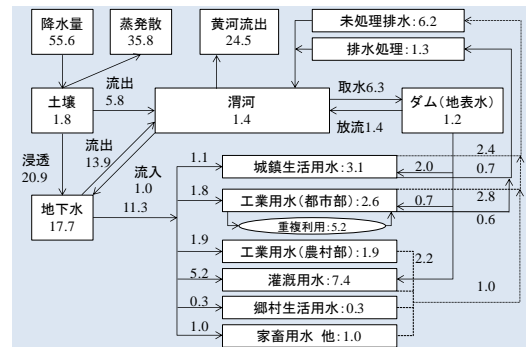 降水量
55.6
蒸発散
35.8
黄河流出
24.5
未処理排水:6.2
排水処理:1.3
流出
5.8
土壌
1.8
渭河
1.4
取水6.3
放流1.4
ダム(地表水)
1.2
浸透
20.9
流出
13.9
流入
1.0
地下水
17.7
11.3
1.1
城鎮生活用水:3.1
2.0
2.4
0.7
1.8
工業用水(都市部):2.6
0.7
2.8
0.6
重複利用:5.2
1.9
工業用水(農村部):1.9
2.2
5.2
灌漑用水:7.4
1.0
0.3
郷村生活用水:0.3
1.0
家畜用水 他:1.0